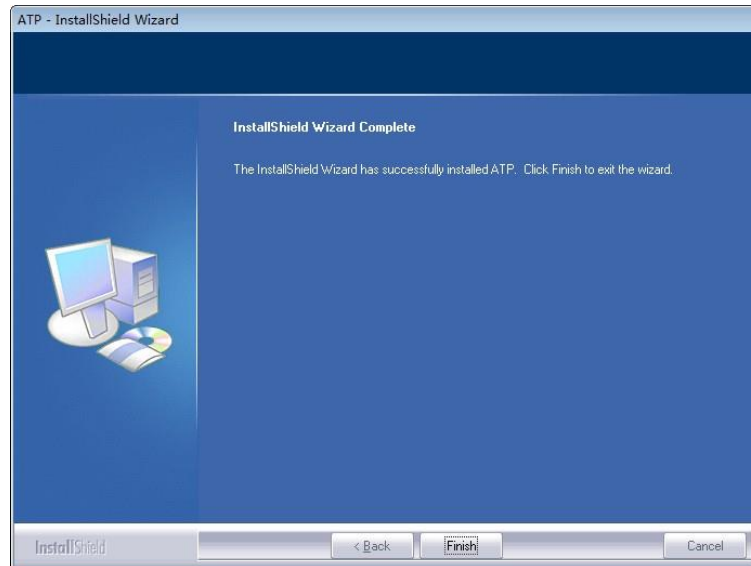 ATP - InstallShield Wizard
InstallShield Wizard Complete
The InstallShield Wizard has successfully installed ATP. Click Finish to exit the wizard.
InstallShield
< Back
Finish
Cancel